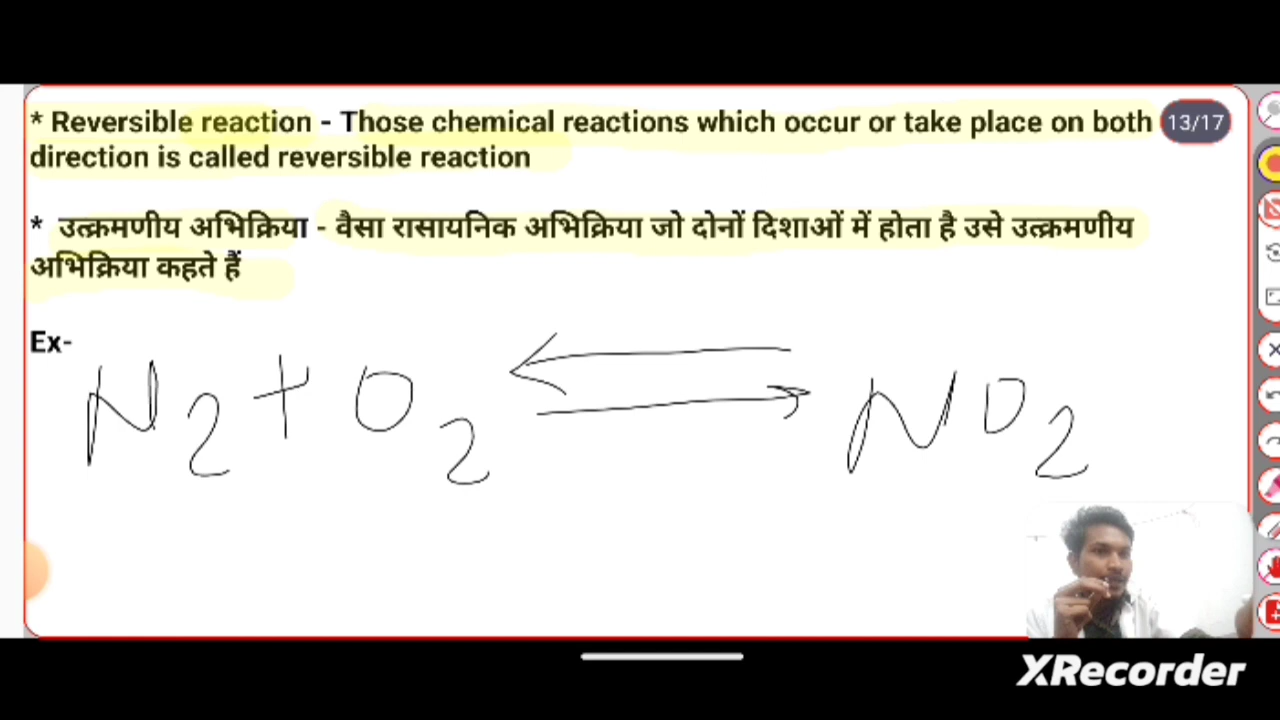 * Reversible reaction - Those chemical reactions which occur or take place on both
13/17
direction is called reversible reaction
* उत्क्रमणीय अभिक्रिया - वैसा रासायनिक अभिक्रिया जो दोनों दिशाओं में होता है उसे उत्क्रमणीय
अभिक्रिया कहते हैं
Ex-
N2 + O2 ⇌ NO2
XRecorder